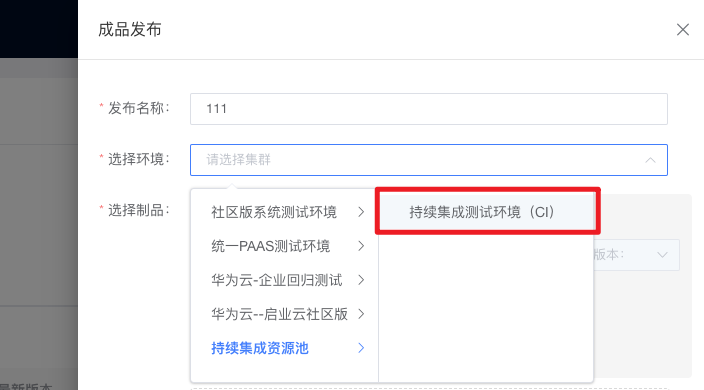 成品发布
* 发布名称: 111
* 选择环境: 请选择集群
* 选择制品:
社区版系统测试环境
持续集成测试环境（CI）
统一PAAS测试环境
版本:
华为云-企业回归测试
华为云--启业云社区版
持续集成资源池
最新版本